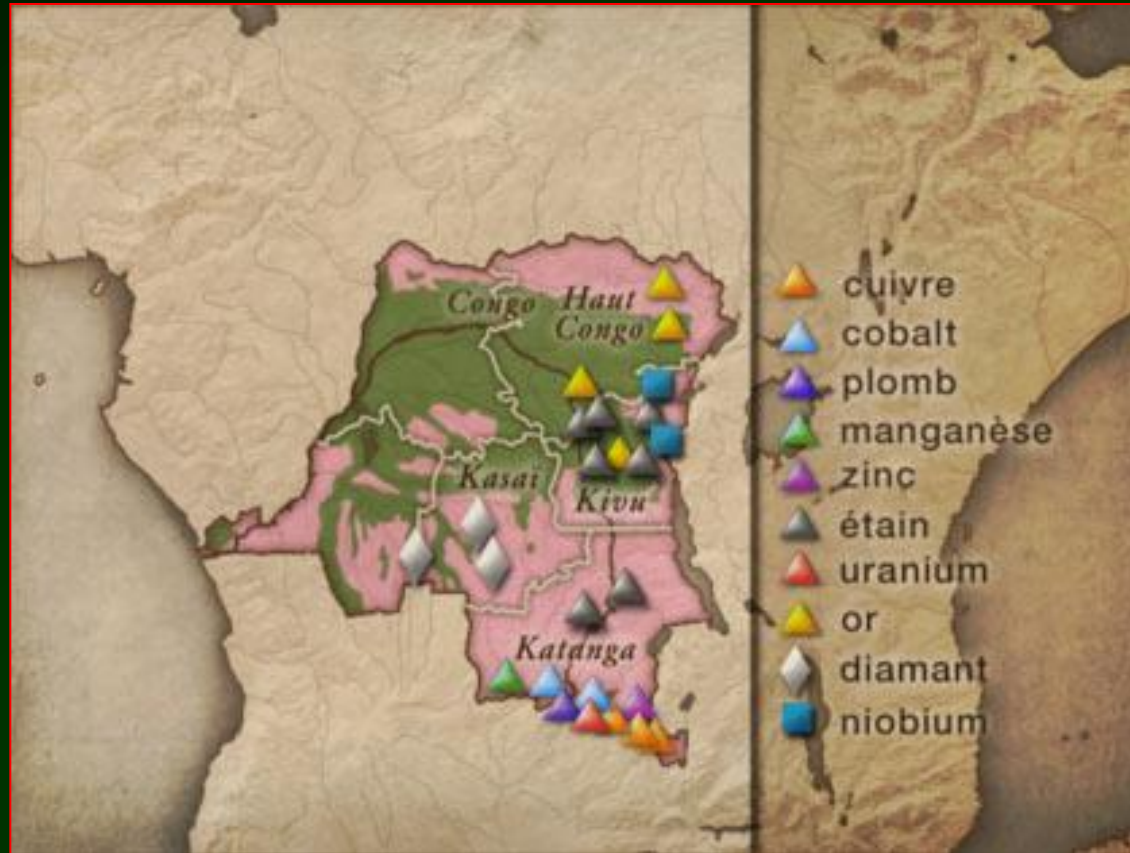 Congo
Haut
Congo
Kasai
Kivu
Katanga
cuivre
cobalt
plomb
manganèse
zinc
étain
uranium
or
diamant
niobium